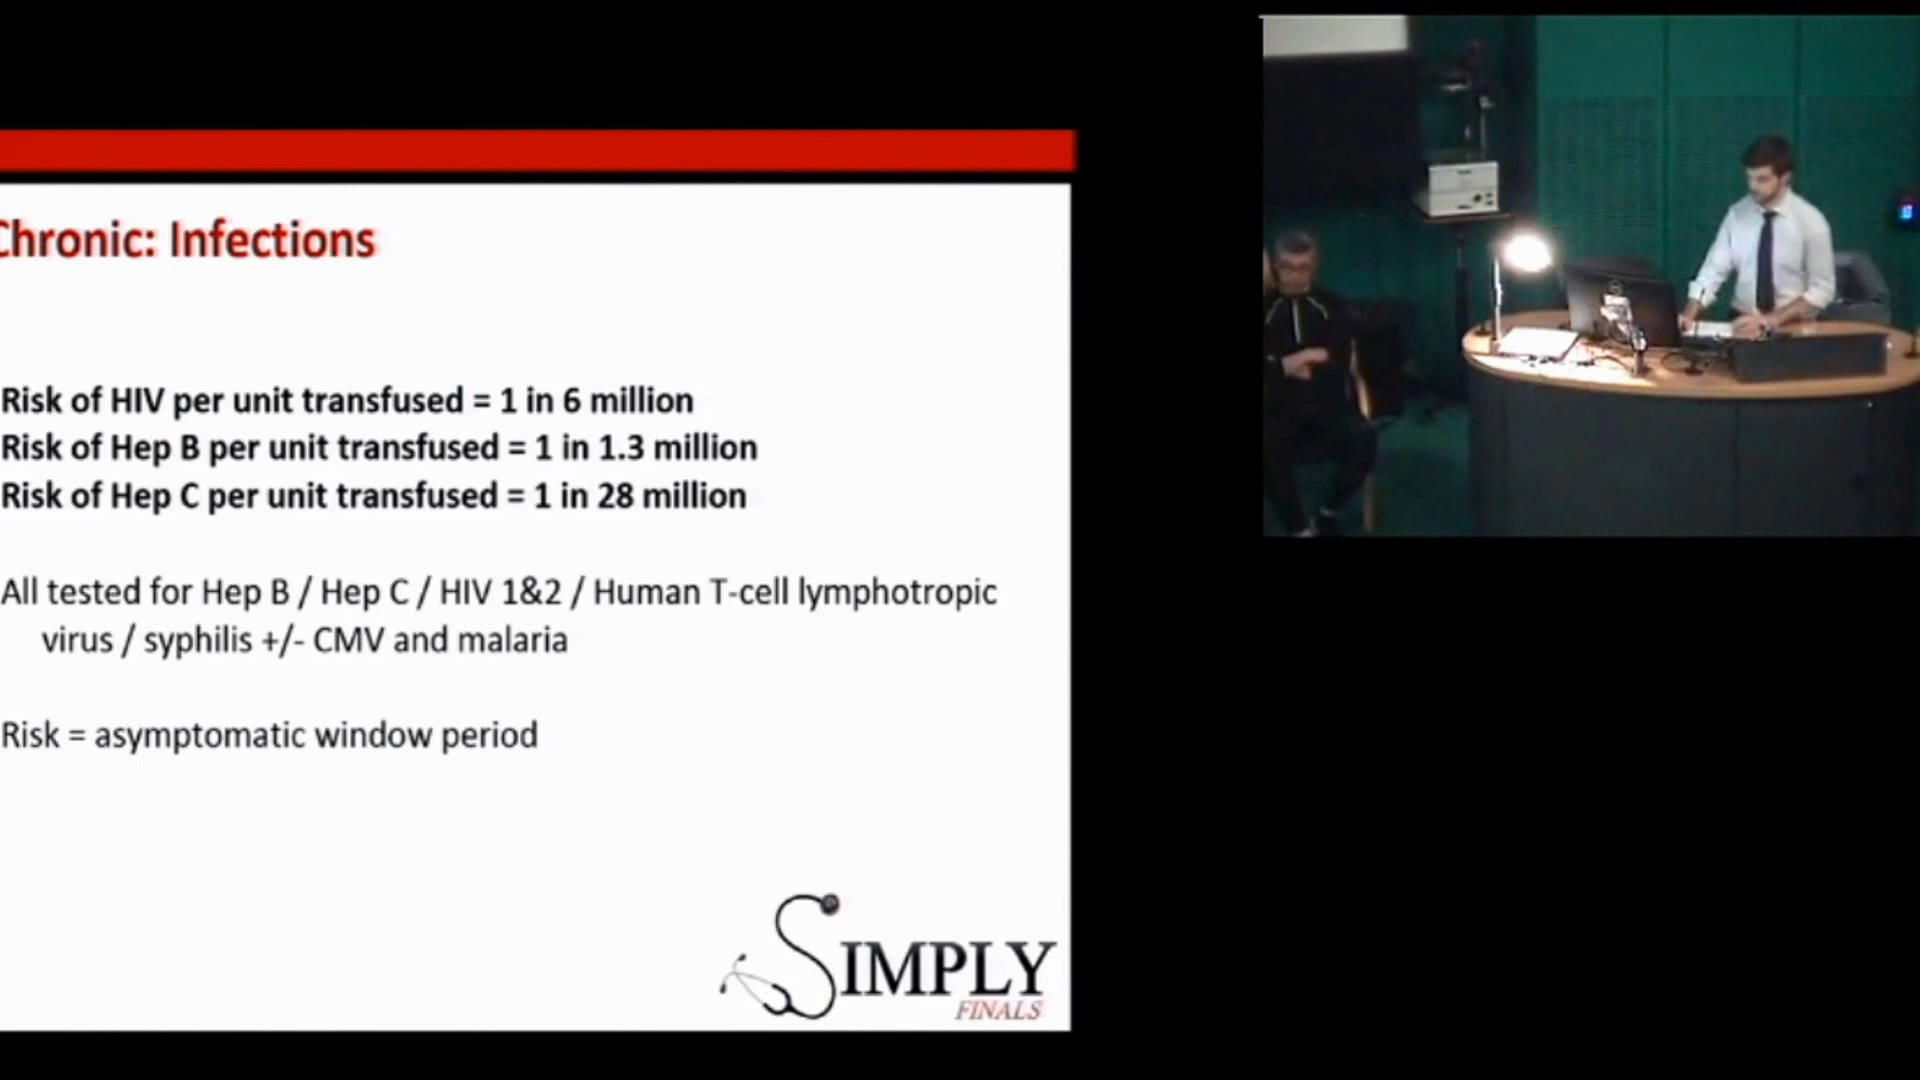 Chronic: Infections
Risk of HIV per unit transfused = 1 in 6 million
Risk of Hep B per unit transfused = 1 in 1.3 million
Risk of Hep C per unit transfused = 1 in 28 million
All tested for Hep B / Hep C / HIV 1&2 / Human T-cell lymphotropic
virus / syphilis +/- CMV and malaria
Risk = asymptomatic window period
SIMPLY
FINALS